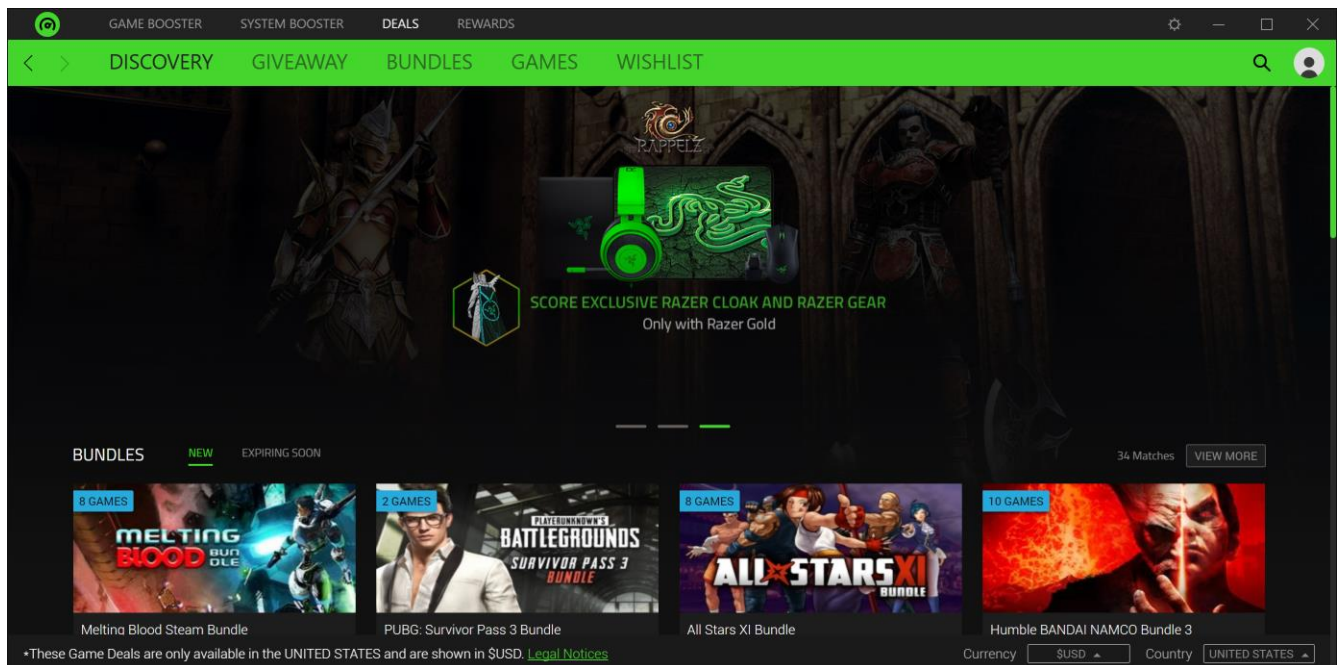 GAME BOOSTER SYSTEM BOOSTER DEALS REWARDS
DISCOVERY GIVEAWAY BUNDLES GAMES WISHLIST
RAPPELZ
SCORE EXCLUSIVE RAZER CLOAK AND RAZER GEAR
Only with Razer Gold
BUNDLES NEW EXPIRING SOON 34 Matches VIEW MORE
8 GAMES
MELTING
BLOOD BUN
DLE
Melting Blood Steam Bundle
2 GAMES
PLAYERUNKNOWN'S
BATTLEGROUNDS
SURVIVOR PASS 3
BUNDLE
PUBG: Survivor Pass 3 Bundle
8 GAMES
ALL STARS XI
BUNDLE
All Stars XI Bundle
10 GAMES
Humble BANDAI NAMCO Bundle 3
*These Game Deals are only available in the UNITED STATES and are shown in $USD. Legal Notices Currency $USD Country UNITED STATES